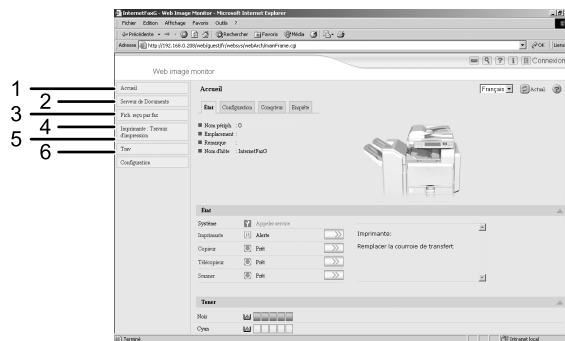 InternetFaxG - Web Image Monitor - Microsoft Internet Explorer
Fichier Edition Affichage Favoris Outils ?
Précédente Rechercher Favoris Média
Adresse http://192.168.0.208/web/guest/fr/websys/webArch/mainFrame.cgi OK Liens
Connexion
Web image monitor
1 Accueil
2 Serveur de Documents
3 Fich. reçu par fax
4 Imprimante : Travaux
5 d'impression
6 Trav
Configuration
Accueil Français Actual.
Etat Configuration Compteur Enquête
Nom périph. : G
Emplacement :
Remarque :
Nom d'hôte : InternetFaxG
Etat
Système Appeler service
Imprimante Alerte
Copieur Prêt
Télécopieur Prêt
Scanner Prêt
Imprimante:
Remplacer la courroie de transfert
Toner
Noir
Cyan
Terminé Intranet local